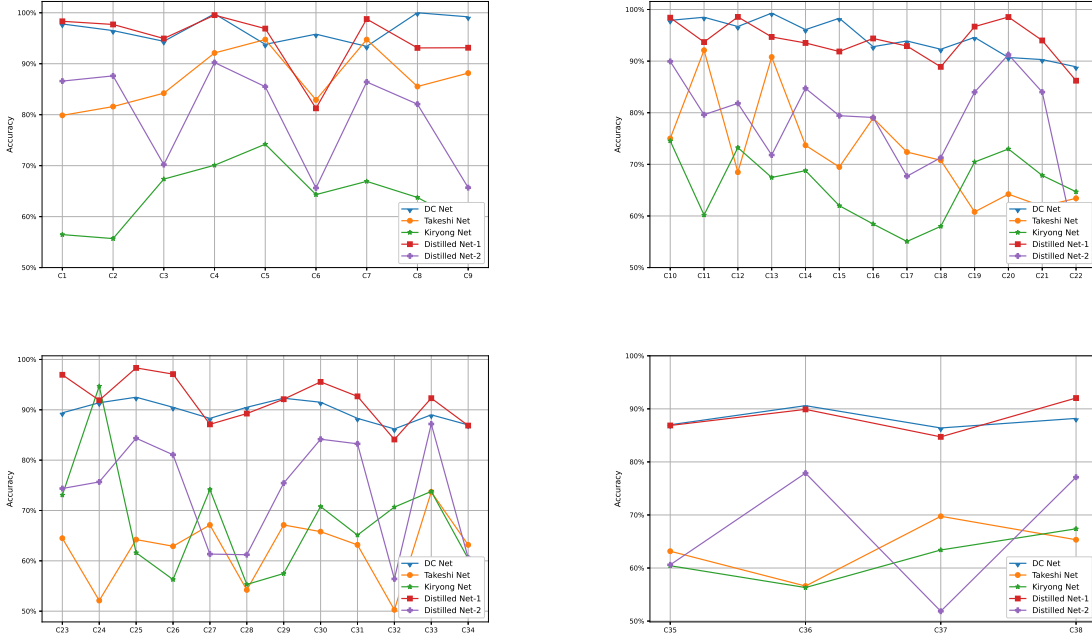 100%
90%
80%
70%
60%
50%
Accuracy
C1 C2 C3 C4 C5 C6 C7 C8 C9
DC Net
Takeshi Net
Kiryong Net
Distilled Net-1
Distilled Net-2
100%
90%
80%
70%
60%
50%
Accuracy
C10 C11 C12 C13 C14 C15 C16 C17 C18 C19 C20 C21 C22
DC Net
Takeshi Net
Kiryong Net
Distilled Net-1
Distilled Net-2
100%
90%
80%
70%
60%
50%
Accuracy
C23 C24 C25 C26 C27 C28 C29 C30 C31 C32 C33 C34
DC Net
Takeshi Net
Kiryong Net
Distilled Net-1
Distilled Net-2
100%
90%
80%
70%
60%
50%
Accuracy
C35 C36 C37 C38
DC Net
Takeshi Net
Kiryong Net
Distilled Net-1
Distilled Net-2